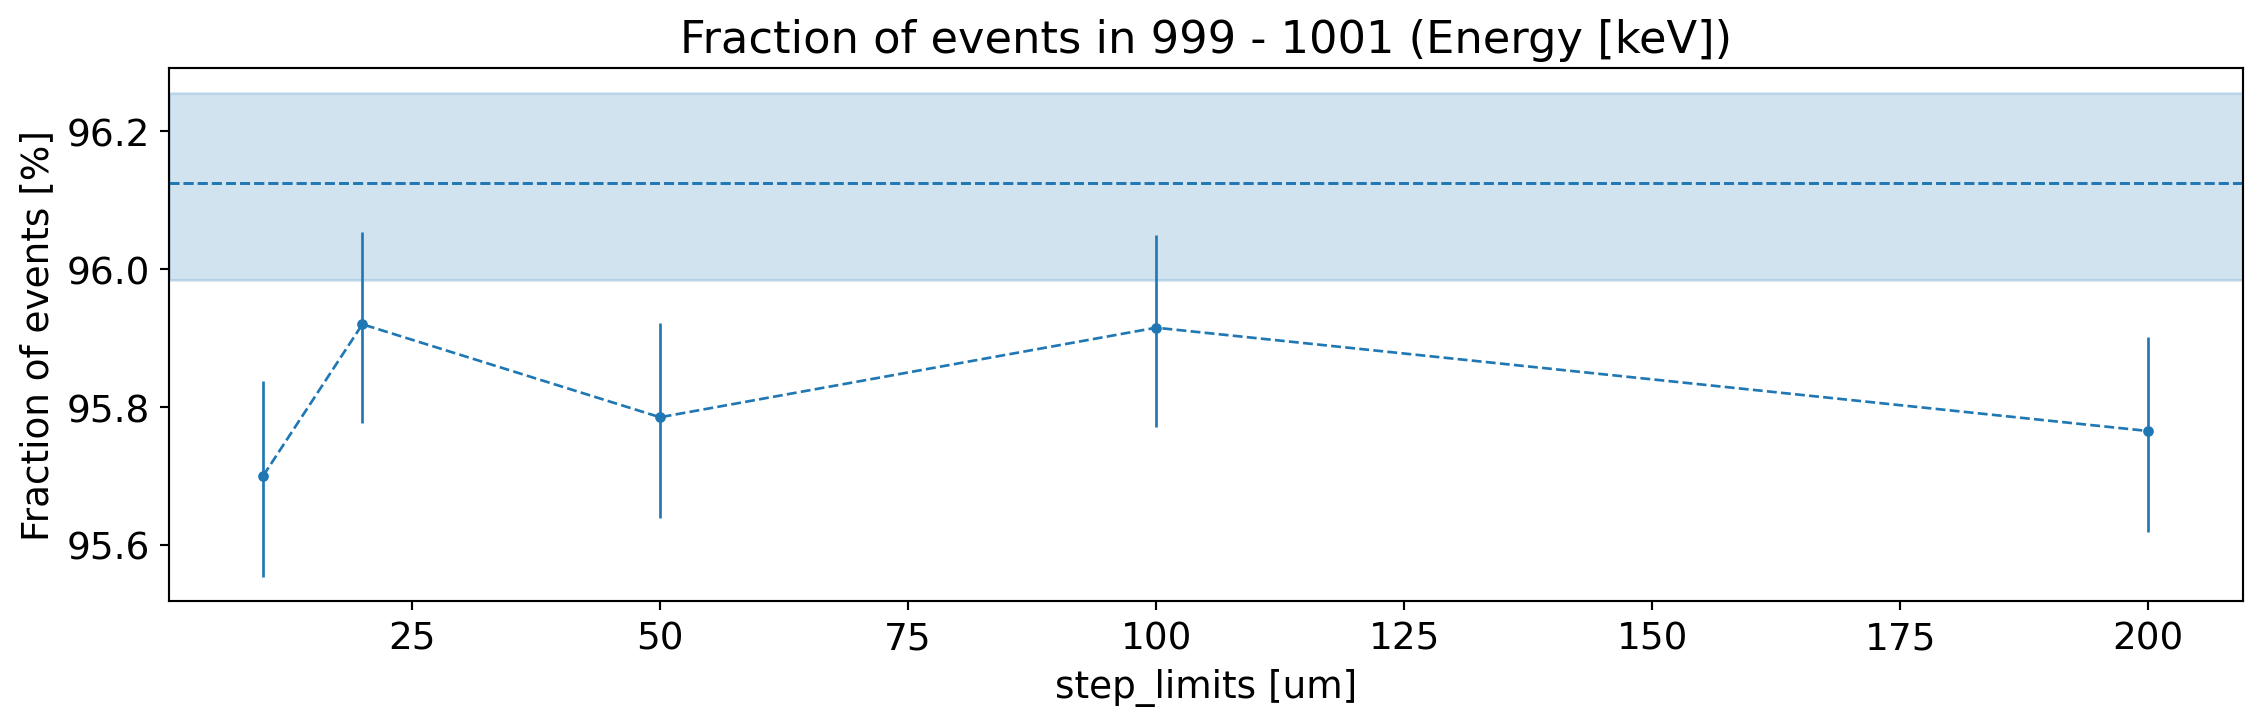 Fraction of events in 999 - 1001 (Energy [keV])
Fraction of events [%]
96.2
96.0
95.8
95.6
25 50 75 100 125 150 175 200
step_limits [um]